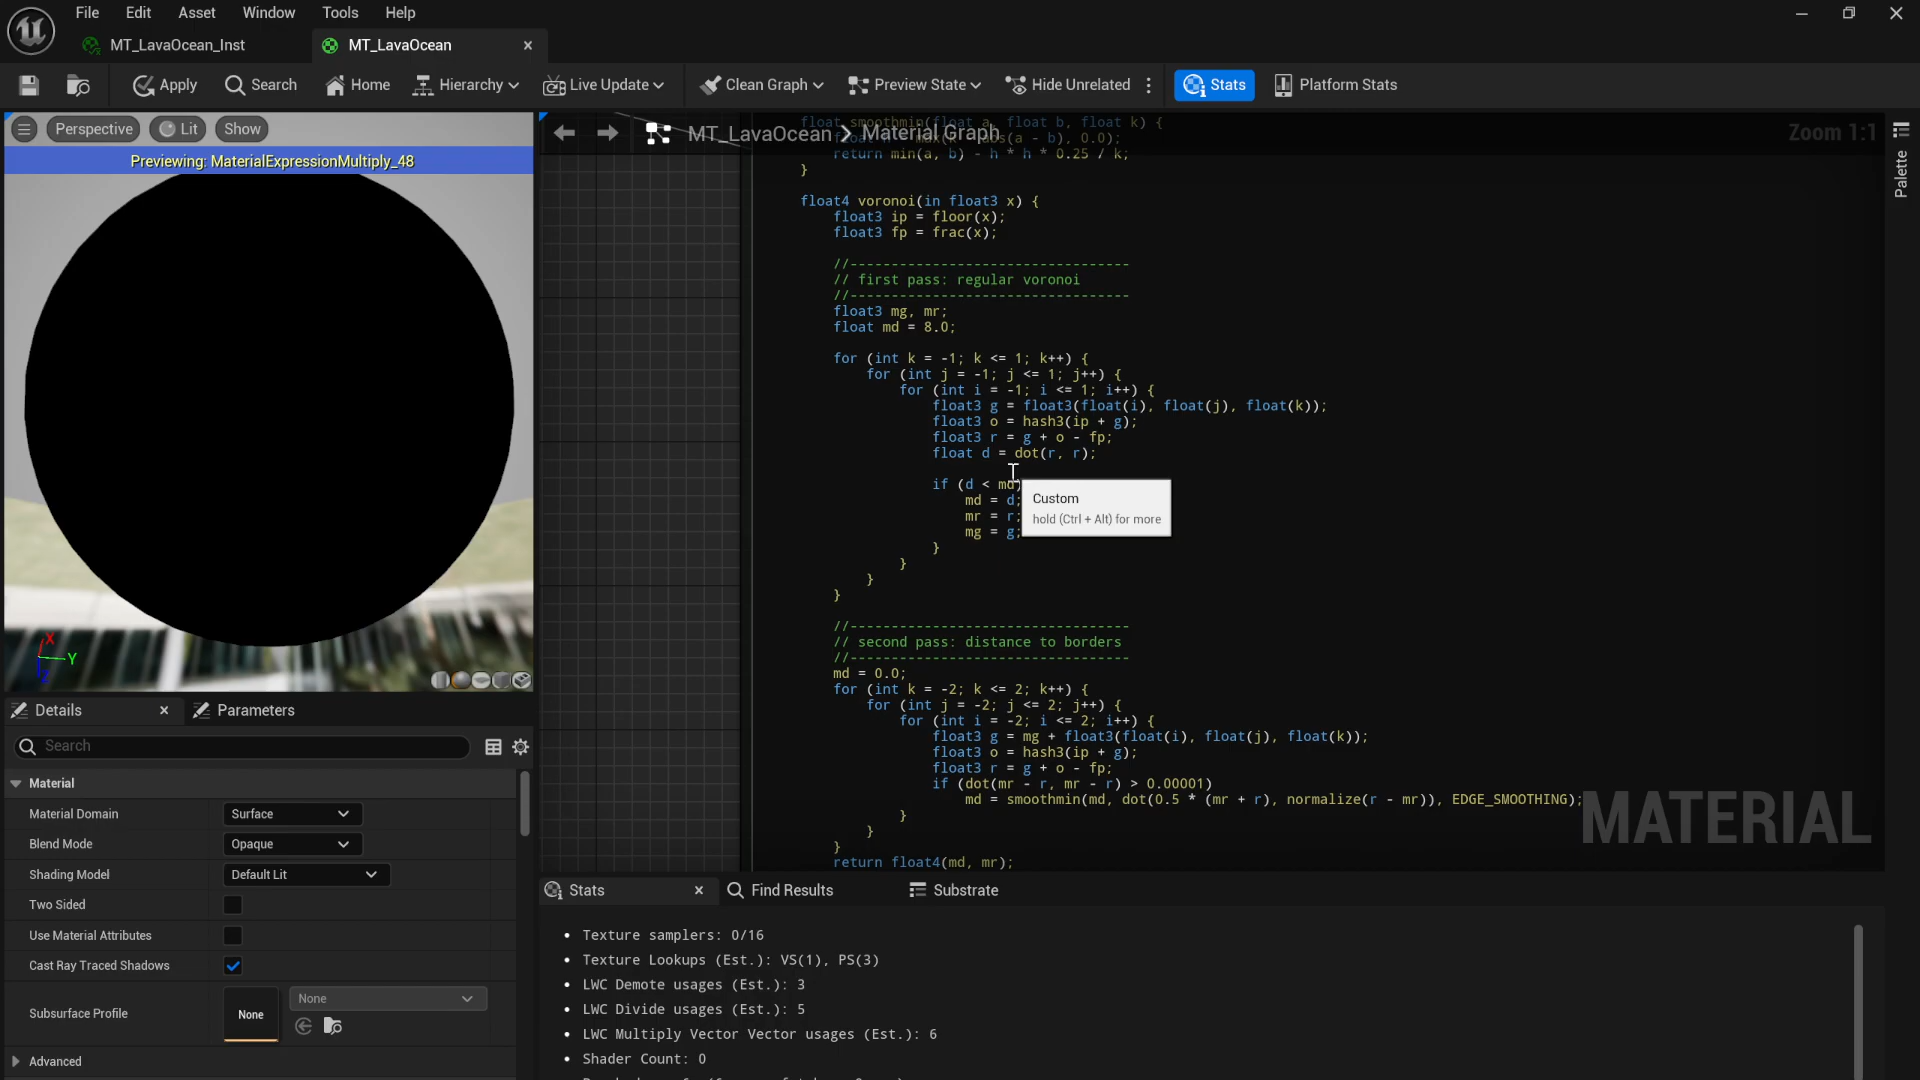 File Edit Asset Window Tools Help
MT_LavaOcean_Inst
MT_LavaOcean
Apply Search Home Hierarchy Live Update Clean Graph Preview State Hide Unrelated Stats Platform Stats
Perspective Lit Show
Previewing: MaterialExpressionMultiply_48
MT_LavaOcean > Material Graph
Zoom 1:1
Palette
float smoothmin(float a, float b, float k) {
return min(a, b) - h * h * 0.25 / k;
}
float4 voronoi(in float3 x) {
float3 ip = floor(x);
float3 fp = frac(x);
//----------------------------------
// first pass: regular voronoi
//----------------------------------
float3 mg, mr;
float md = 8.0;
for (int k = -1; k <= 1; k++) {
for (int j = -1; j <= 1; j++) {
for (int i = -1; i <= 1; i++) {
float3 g = float3(float(i), float(j), float(k));
float3 o = hash3(ip + g);
float3 r = g + o - fp;
float d = dot(r, r);
if (d < md)
md = d;
mr = r;
mg = g;
}
}
}
}
Custom
hold (Ctrl + Alt) for more
//----------------------------------
// second pass: distance to borders
//----------------------------------
md = 0.0;
for (int k = -2; k <= 2; k++) {
for (int j = -2; j <= 2; j++) {
for (int i = -2; i <= 2; i++) {
float3 g = mg + float3(float(i), float(j), float(k));
float3 o = hash3(ip + g);
float3 r = g + o - fp;
if (dot(mr - r, mr - r) > 0.00001)
md = smoothmin(md, dot(0.5 * (mr + r), normalize(r - mr)), EDGE_SMOOTHING);
}
}
}
return float4(md, mr);
MATERIAL
X
Y
Z
Details
Parameters
Search
Material
Material Domain Surface
Blend Mode Opaque
Shading Model Default Lit
Two Sided
Use Material Attributes
Cast Ray Traced Shadows
Subsurface Profile None None
Advanced
Stats
Find Results
Substrate
• Texture samplers: 0/16
• Texture Lookups (Est.): VS(1), PS(3)
• LWC Demote usages (Est.): 3
• LWC Divide usages (Est.): 5
• LWC Multiply Vector Vector usages (Est.): 6
• Shader Count: 0